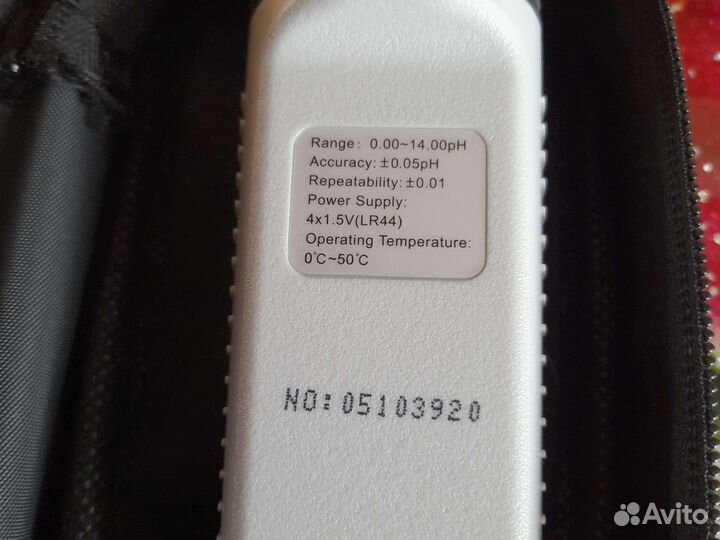 Range: 0.00~14.00pH
Accuracy: ±0.05pH
Repeatability: ±0.01
Power Supply:
4x1.5V(LR44)
Operating Temperature:
0℃~50℃
NO: 05103920
Avito